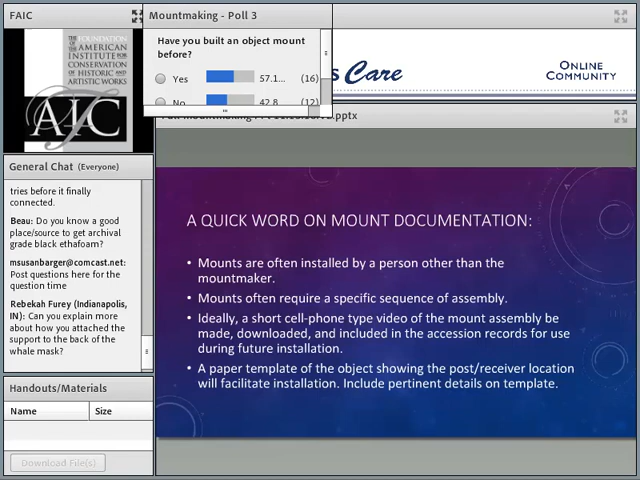 FAIC
THE
FOUNDATION
OF THE
AMERICAN
INSTITUTE FOR
CONSERVATION
OF HISTORIC
AND
ARTISTIC WORKS
AIC
Mountmaking - Poll 3
Have you built an object mount
before?
Yes 57.1... (16)
No 42.8 (12)
s Care
ONLINE
COMMUNITY
.pptx
General Chat (Everyone)
tries before it finally
connected.
Beau: Do you know a good
place/source to get archival
grade black ethafoam?
msusanbarger@comcast.net:
Post questions here for the
question time
Rebekah Furey (Indianapolis,
IN): Can you explain more
about how you attached the
support to the back of the
whale mask?
A QUICK WORD ON MOUNT DOCUMENTATION:
• Mounts are often installed by a person other than the
mountmaker.
• Mounts often require a specific sequence of assembly.
• Ideally, a short cell-phone type video of the mount assembly be
made, downloaded, and included in the accession records for use
during future installation.
• A paper template of the object showing the post/receiver location
will facilitate installation. Include pertinent details on template.
Handouts/Materials
Name Size
Download File(s)